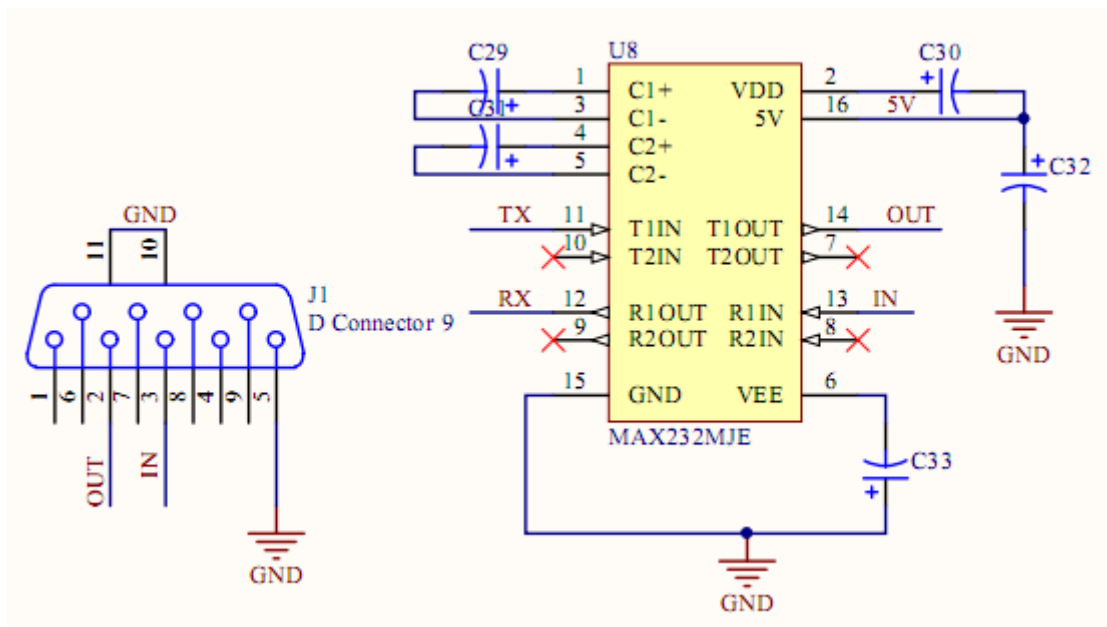 C29
U8
C30
1
C1+
VDD
2
3
C1-
5V
16
5V
C31
4
C2+
5
C2-
C32
TX
11
T1IN
T1OUT
14
OUT
10
T2IN
T2OUT
7
RX
12
R1OUT
R1IN
13
IN
9
R2OUT
R2IN
8
GND
15
GND
VEE
6
MAX232MJE
C33
GND
GND
11
10
J1
D Connector 9
1
6
2
7
3
8
4
9
5
OUT
IN
GND